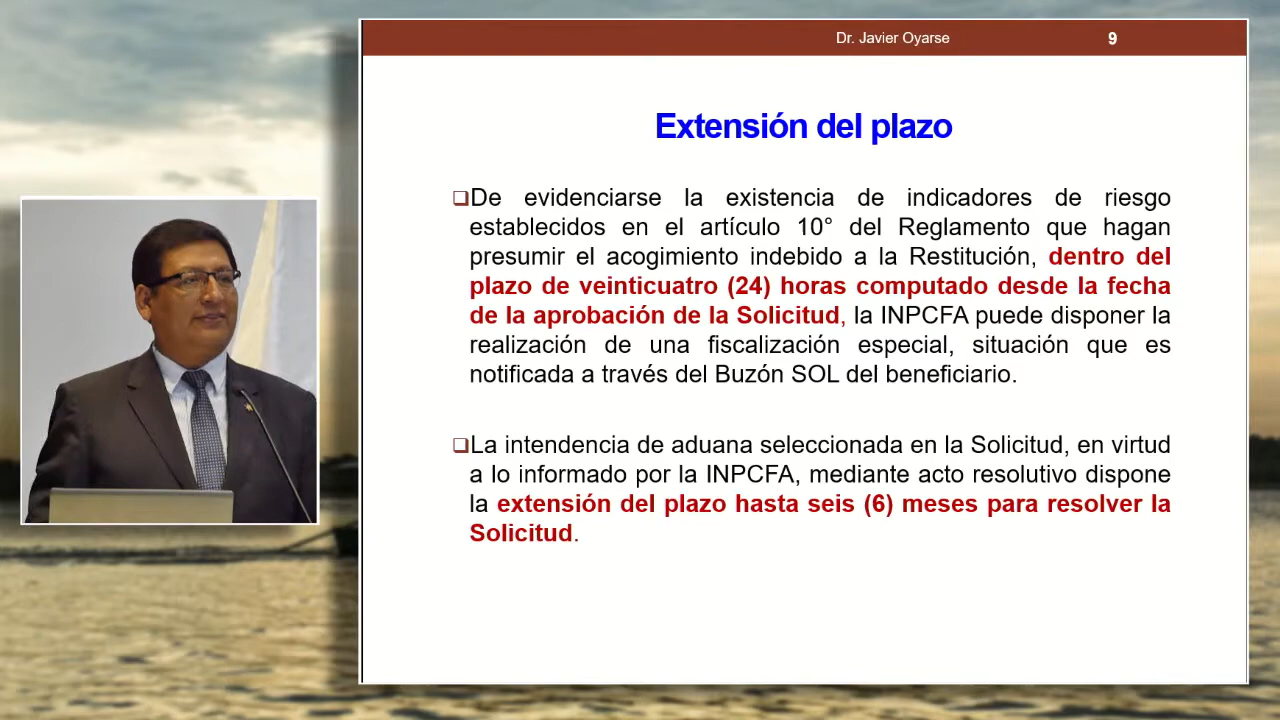 Dr. Javier Oyarse 9
Extensión del plazo
❑De evidenciarse la existencia de indicadores de riesgo
establecidos en el artículo 10° del Reglamento que hagan
presumir el acogimiento indebido a la Restitución, dentro del
plazo de veinticuatro (24) horas computado desde la fecha
de la aprobación de la Solicitud, la INPCFA puede disponer la
realización de una fiscalización especial, situación que es
notificada a través del Buzón SOL del beneficiario.
❑La intendencia de aduana seleccionada en la Solicitud, en virtud
a lo informado por la INPCFA, mediante acto resolutivo dispone
la extensión del plazo hasta seis (6) meses para resolver la
Solicitud.